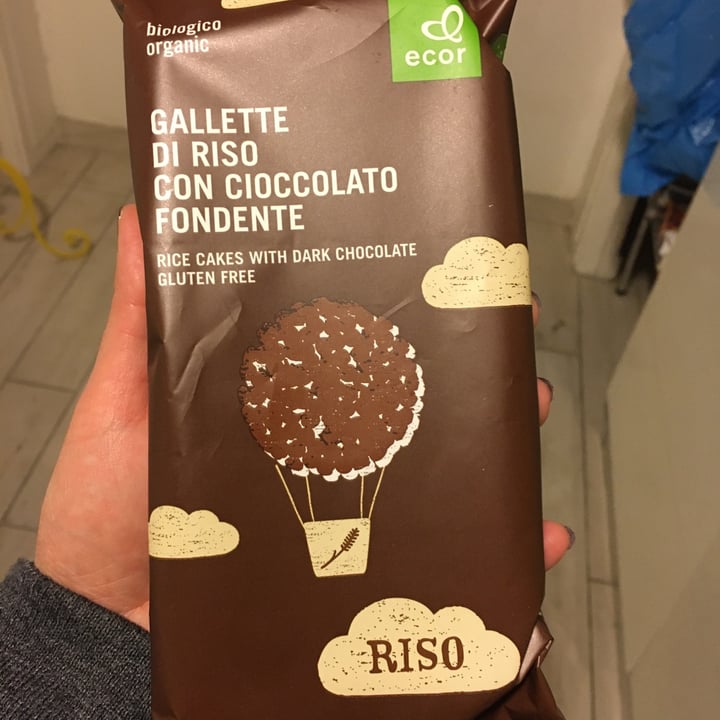 biologico
organic
ecor
GALLETTE
DI RISO
CON CIOCCOLATO
FONDENTE
RICE CAKES WITH DARK CHOCOLATE
GLUTEN FREE
RISO